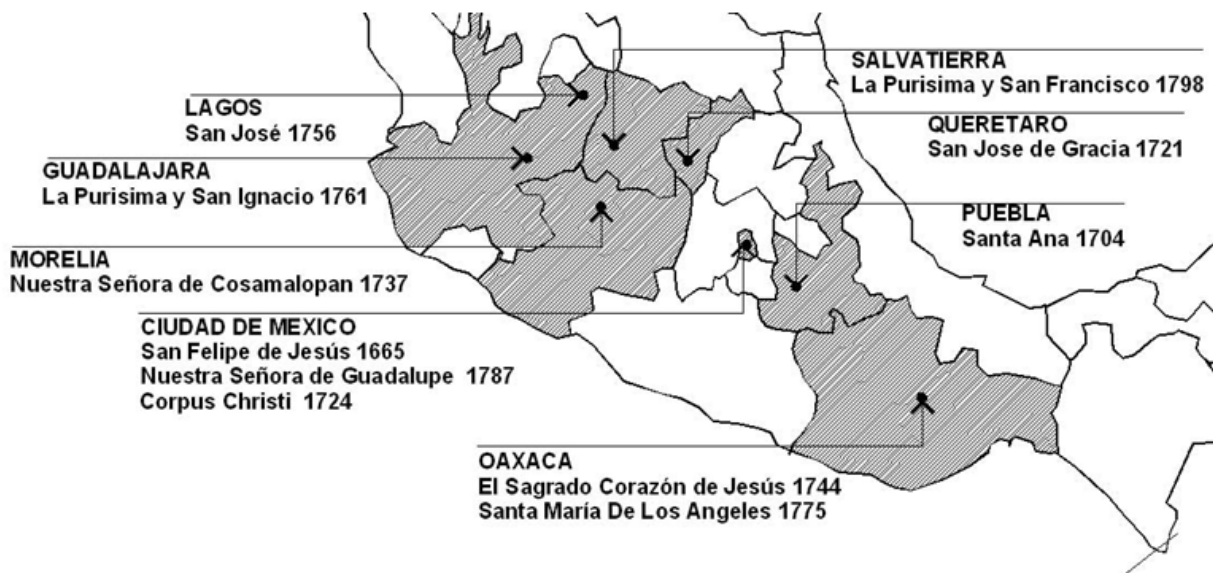 LAGOS
San José 1756
GUADALAJARA
La Purisima y San Ignacio 1761
MORELIA
Nuestra Señora de Cosamalopan 1737
CIUDAD DE MEXICO
San Felipe de Jesús 1665
Nuestra Señora de Guadalupe 1787
Corpus Christi 1724
OAXACA
El Sagrado Corazón de Jesús 1744
Santa María De Los Angeles 1775
SALVATIERRA
La Purisima y San Francisco 1798
QUERETARO
San Jose de Gracia 1721
PUEBLA
Santa Ana 1704